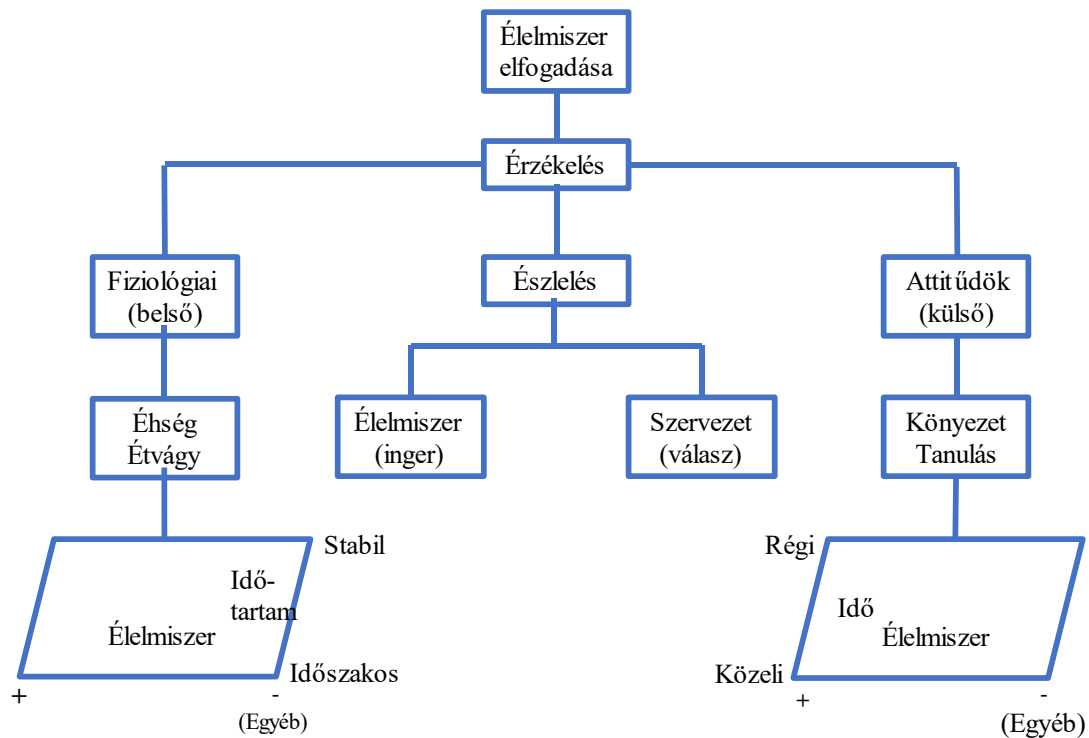 Élelmiszer
elfogadása
Érzékelés
Fiziológiai
(belső)
Észlelés
Attitűdök
(külső)
Éhség
Étvágy
Élelmiszer
(inger)
Szervezet
(válasz)
Könyezet
Tanulás
Stabil
Idő-
tartam
Élelmiszer
Időszakos
+
-
(Egyéb)
Régi
Idő
Élelmiszer
Közeli
+
-
(Egyéb)